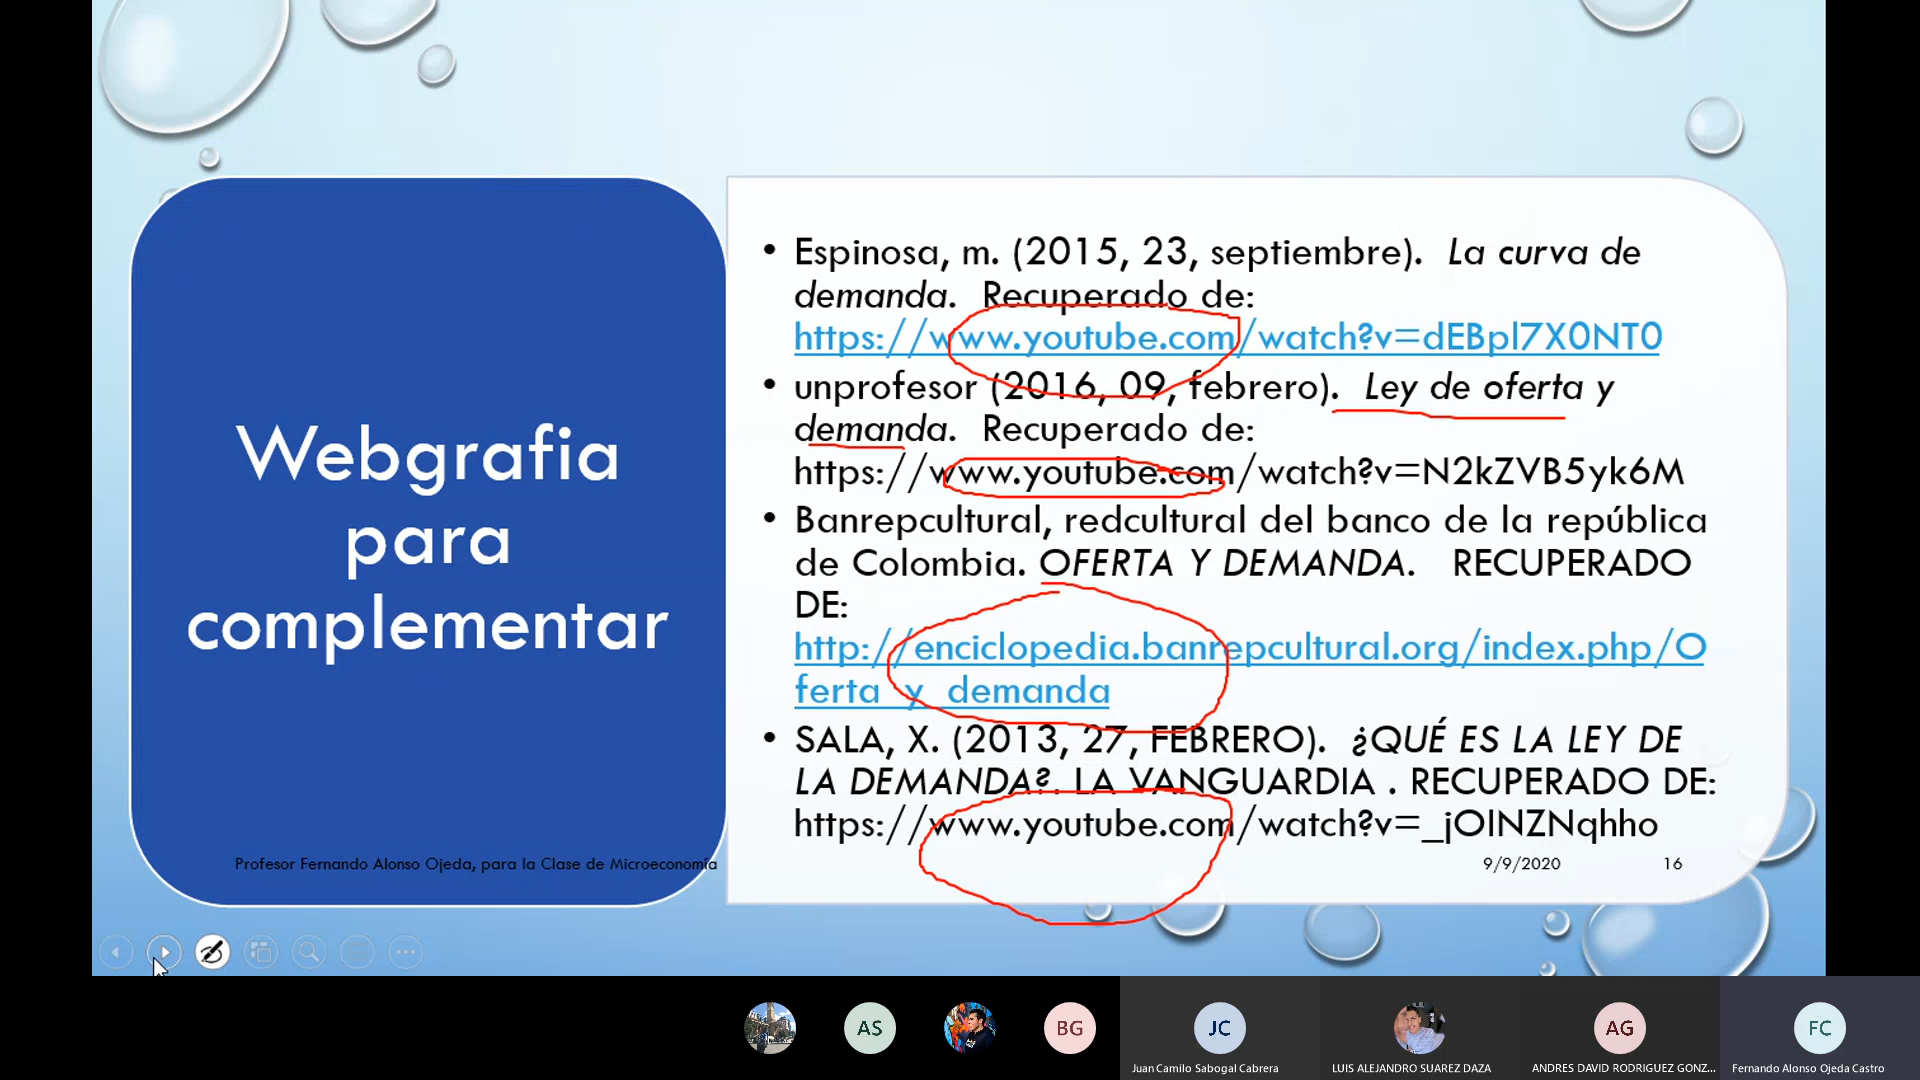 Webgrafia
para
complementar
• Espinosa, m. (2015, 23, septiembre). La curva de
demanda. Recuperado de:
https://www.youtube.com/watch?v=dEBpl7X0NT0
• unprofesor (2016, 09, febrero). Ley de oferta y
demanda. Recuperado de:
https://www.youtube.com/watch?v=N2kZVB5yk6M
• Banrepcultural, redcultural del banco de la república
de Colombia. OFERTA Y DEMANDA. RECUPERADO
DE:
http://enciclopedia.banrepcultural.org/index.php/O
ferta_y_demanda
• SALA, X. (2013, 27, FEBRERO). ¿QUÉ ES LA LEY DE
LA DEMANDA?. LA VANGUARDIA . RECUPERADO DE:
https://www.youtube.com/watch?v=_jOINZNqhho
Profesor Fernando Alonso Ojeda, para la Clase de Microeconomía
9/9/2020
16
AS
BG
JC
AG
FC
Juan Camilo Sabogal Cabrera
LUIS ALEJANDRO SUAREZ DAZA
ANDRES DAVID RODRIGUEZ GONZ...
Fernando Alonso Ojeda Castro